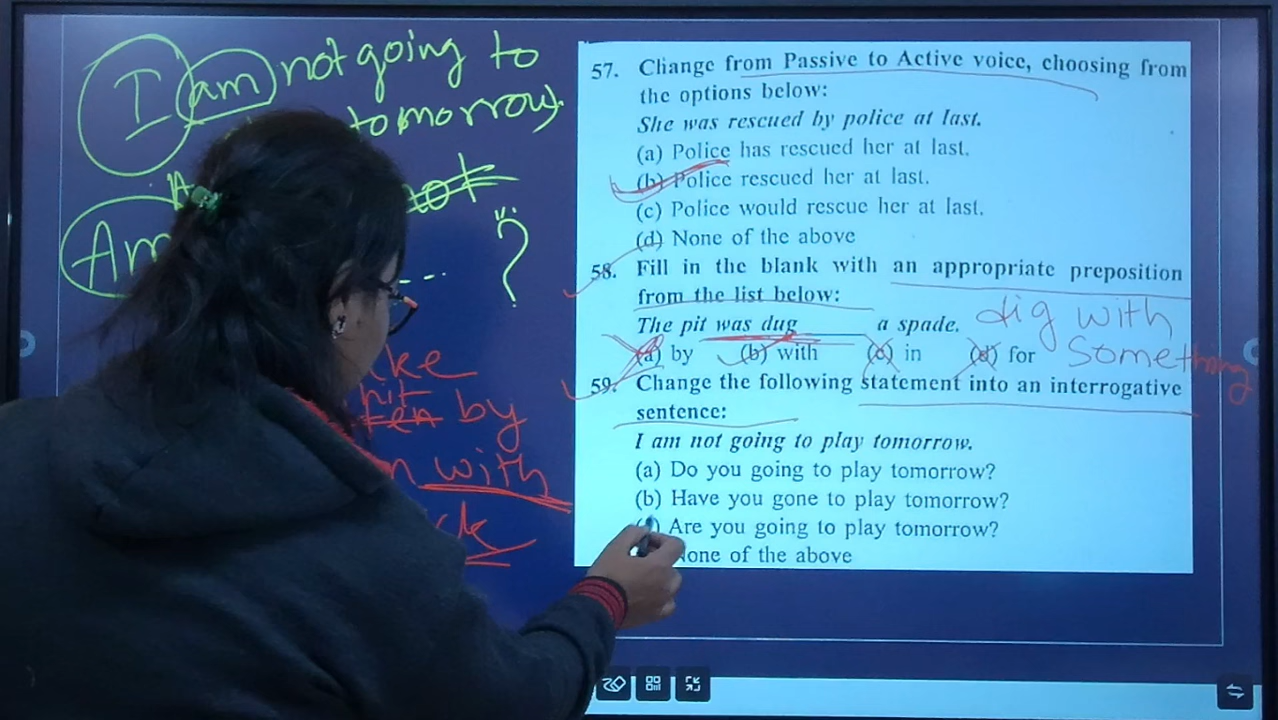 I am not going to
tomorrow.
Am not
?
ke
hit
by
with
57. Change from Passive to Active voice, choosing from
the options below:
She was rescued by police at last.
(a) Police has rescued her at last.
(b) Police rescued her at last.
(c) Police would rescue her at last.
(d) None of the above
58. Fill in the blank with an appropriate preposition
from the list below:
The pit was dug ______ a spade.
(a) by (b) with (c) in (d) for
dig with
something
59. Change the following statement into an interrogative
sentence:
I am not going to play tomorrow.
(a) Do you going to play tomorrow?
(b) Have you gone to play tomorrow?
Are you going to play tomorrow?
None of the above